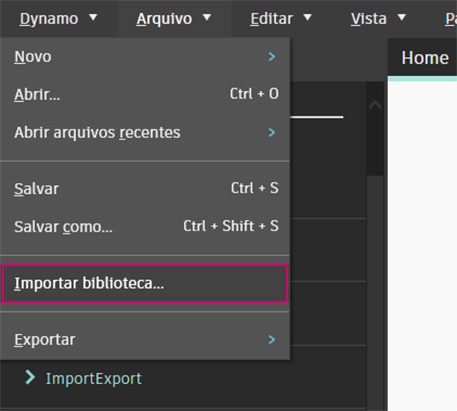 Dynamo Arquivo Editar Vista
Novo
Home
Abrir... Ctrl + O
Abrir arquivos recentes
Salvar Ctrl + S
Salvar como... Ctrl + Shift + S
Importar biblioteca...
Exportar
ImportExport